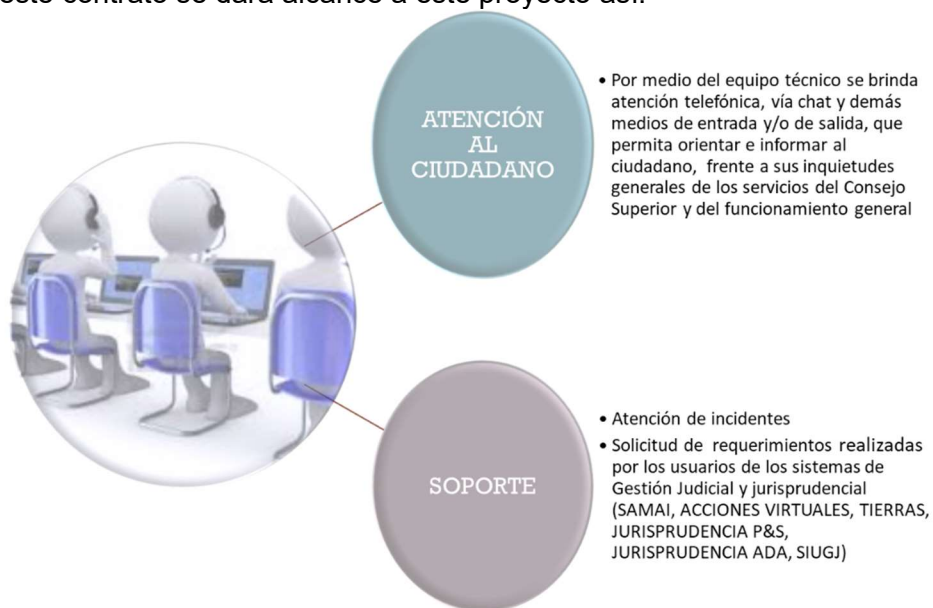 este contrato se dará alcance a este proyecto así:
ATENCIÓN
AL
CIUDADANO
• Por medio del equipo técnico se brinda
atención telefónica, vía chat y demás
medios de entrada y/o de salida, que
permita orientar e informar al
ciudadano, frente a sus inquietudes
generales de los servicios del Consejo
Superior y del funcionamiento general
SOPORTE
• Atención de incidentes
• Solicitud de requerimientos realizadas
por los usuarios de los sistemas de
Gestión Judicial y jurisprudencial
(SAMAI, ACCIONES VIRTUALES, TIERRAS,
JURISPRUDENCIA P&S,
JURISPRUDENCIA ADA, SIUGJ)